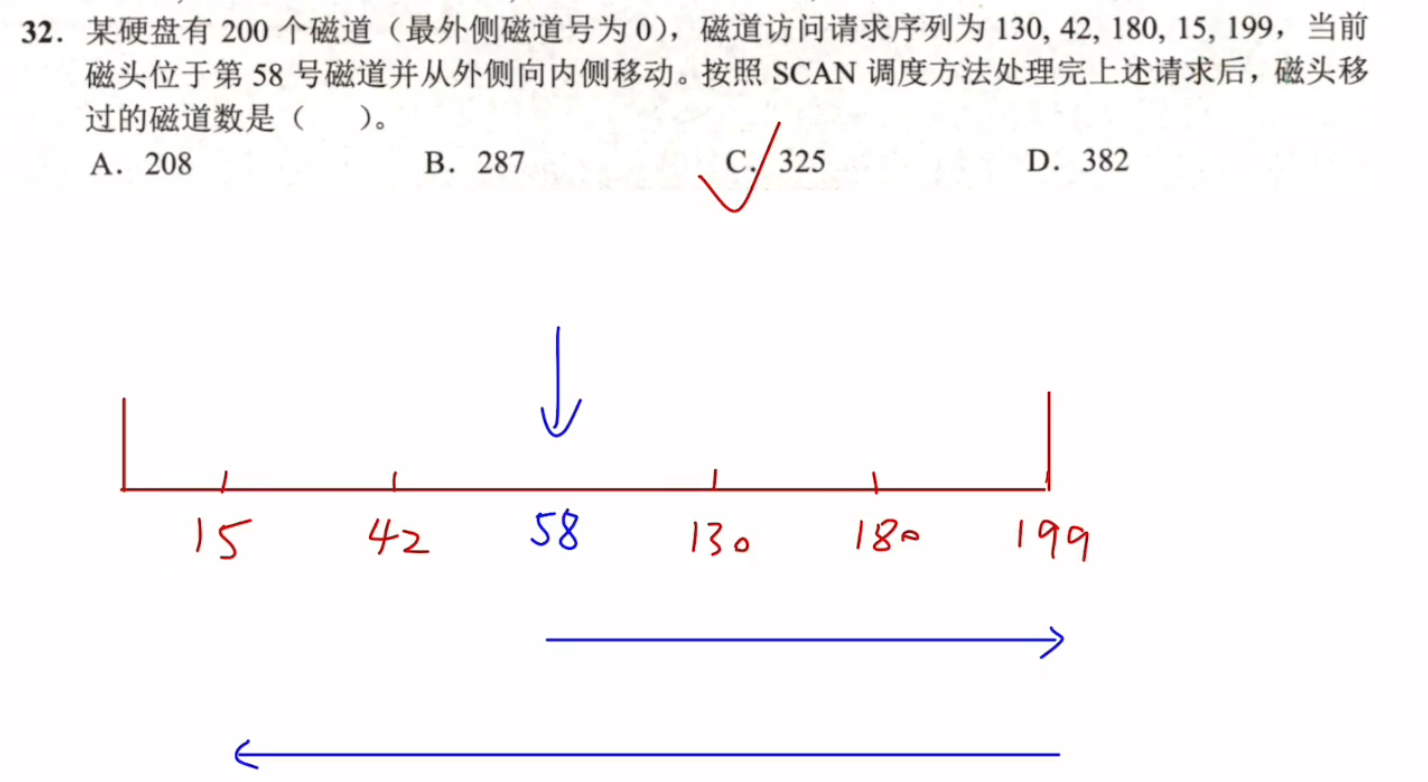 32. 某硬盘有 200 个磁道（最外侧磁道号为 0），磁道访问请求序列为 130, 42, 180, 15, 199，当前
磁头位于第 58 号磁道并从外侧向内侧移动。按照 SCAN 调度方法处理完上述请求后，磁头移
过的磁道数是（　　）。
A. 208 B. 287 C. 325 D. 382
15 42 58 130 180 199